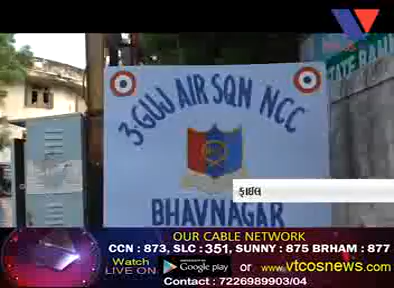 3 GUJ AIR SQN NCC
BHAVNAGAR
STATE BANK
ફાઈલ
OUR CABLE NETWORK
CCN : 873, SLC : 351, SUNNY : 875 BRHAM : 877
Watch
LIVE ON
Google play
or
www.vtcosnews.com
Contact : 7226989903/04